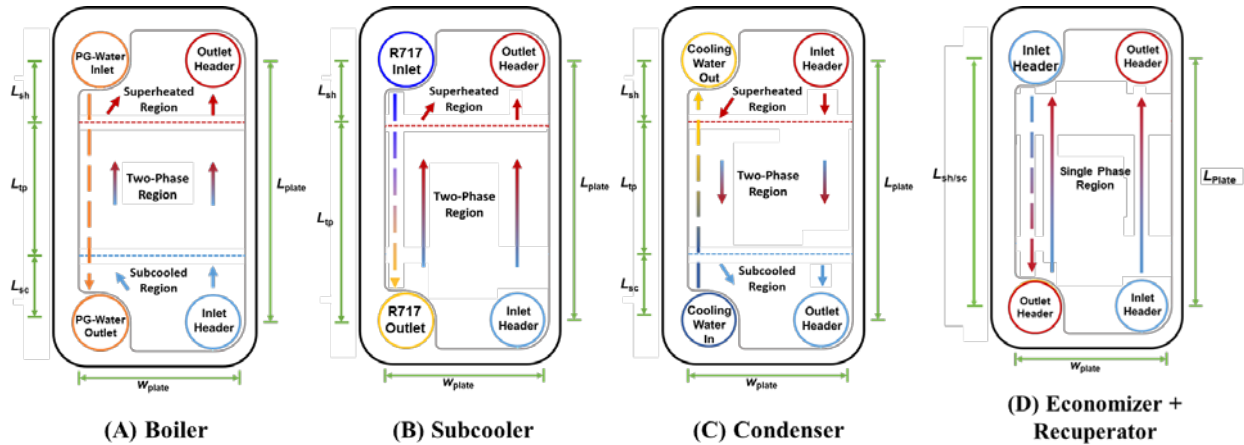 PG-Water
Inlet
Outlet
Header
Superheated
Region
Two-Phase
Region
Subcooled
Region
PG-Water
Outlet
Inlet
Header
Lsh
Ltp
Lsc
Lplate
wplate
(A) Boiler
R717
Inlet
Outlet
Header
Superheated
Region
Two-Phase
Region
R717
Outlet
Inlet
Header
Lsh
Ltp
Lplate
wplate
(B) Subcooler
Cooling
Water
Out
Inlet
Header
Superheated
Region
Two-Phase
Region
Subcooled
Region
Cooling
Water
In
Outlet
Header
Lsh
Ltp
Lsc
Lplate
wplate
(C) Condenser
Inlet
Header
Outlet
Header
Single Phase
Region
Outlet
Header
Inlet
Header
Lsh/sc
LPlate
wplate
(D) Economizer +
Recuperator